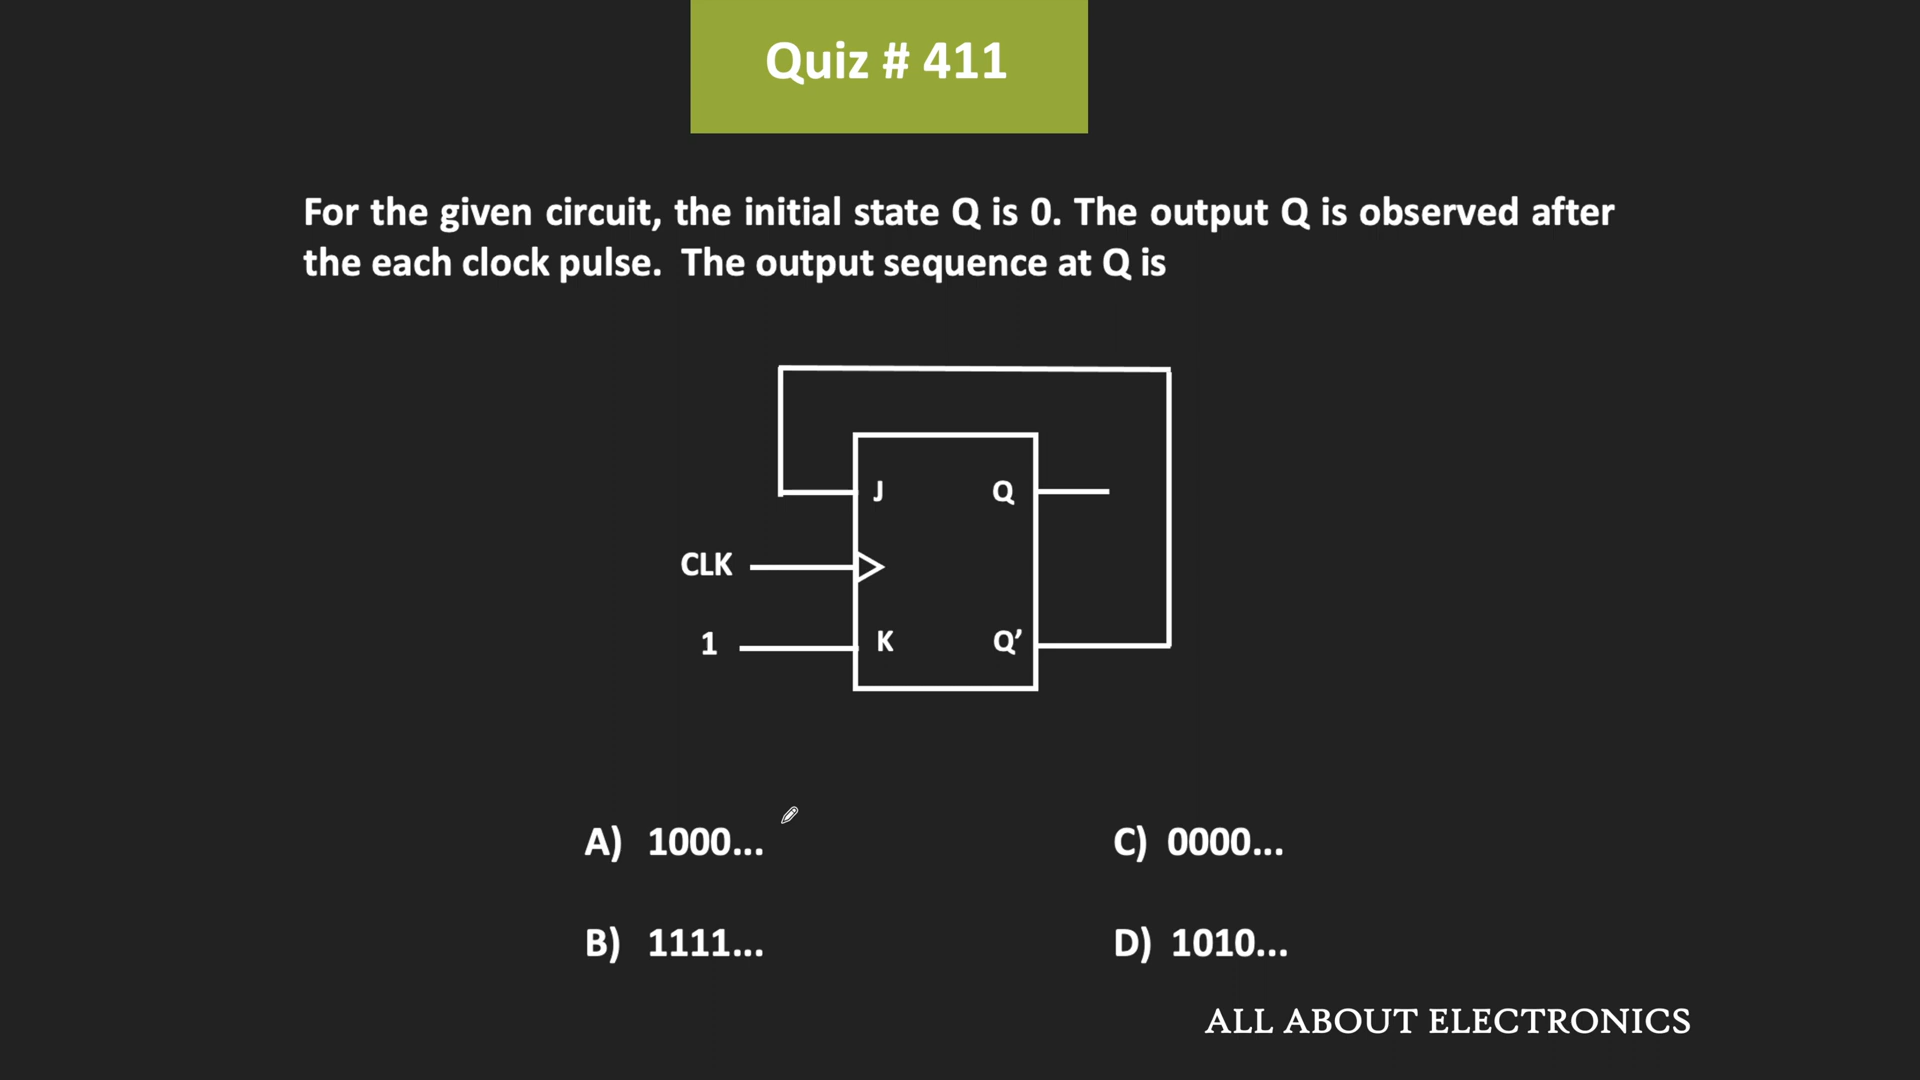 Quiz # 411
For the given circuit, the initial state Q is 0. The output Q is observed after
the each clock pulse. The output sequence at Q is
J Q
CLK
1 K Q’
A) 1000... C) 0000...
B) 1111... D) 1010...
ALL ABOUT ELECTRONICS